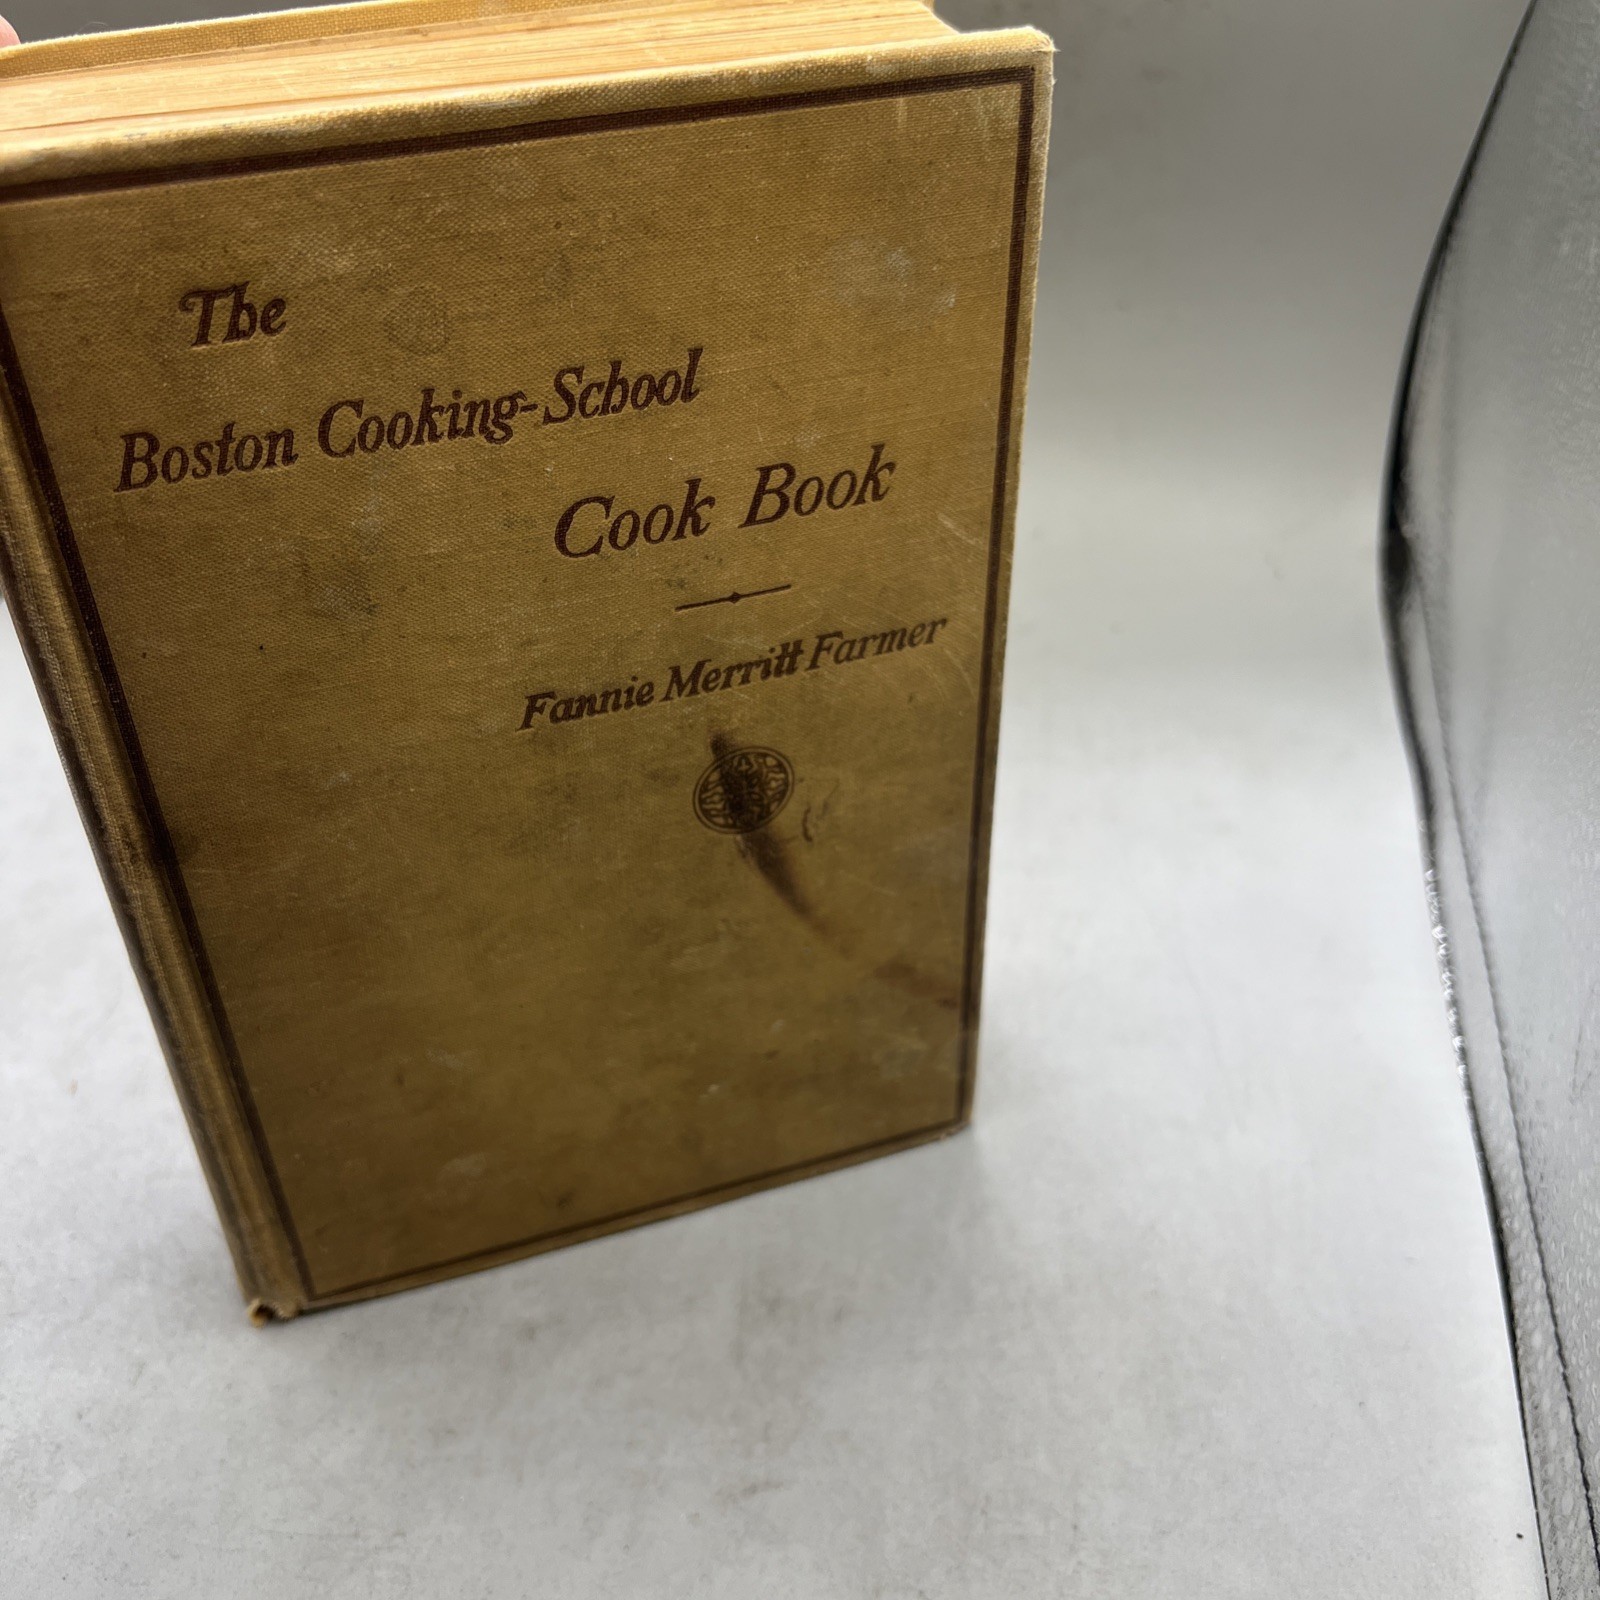 The
Boston Cooking-School
Cook Book
Fannie Merritt Farmer